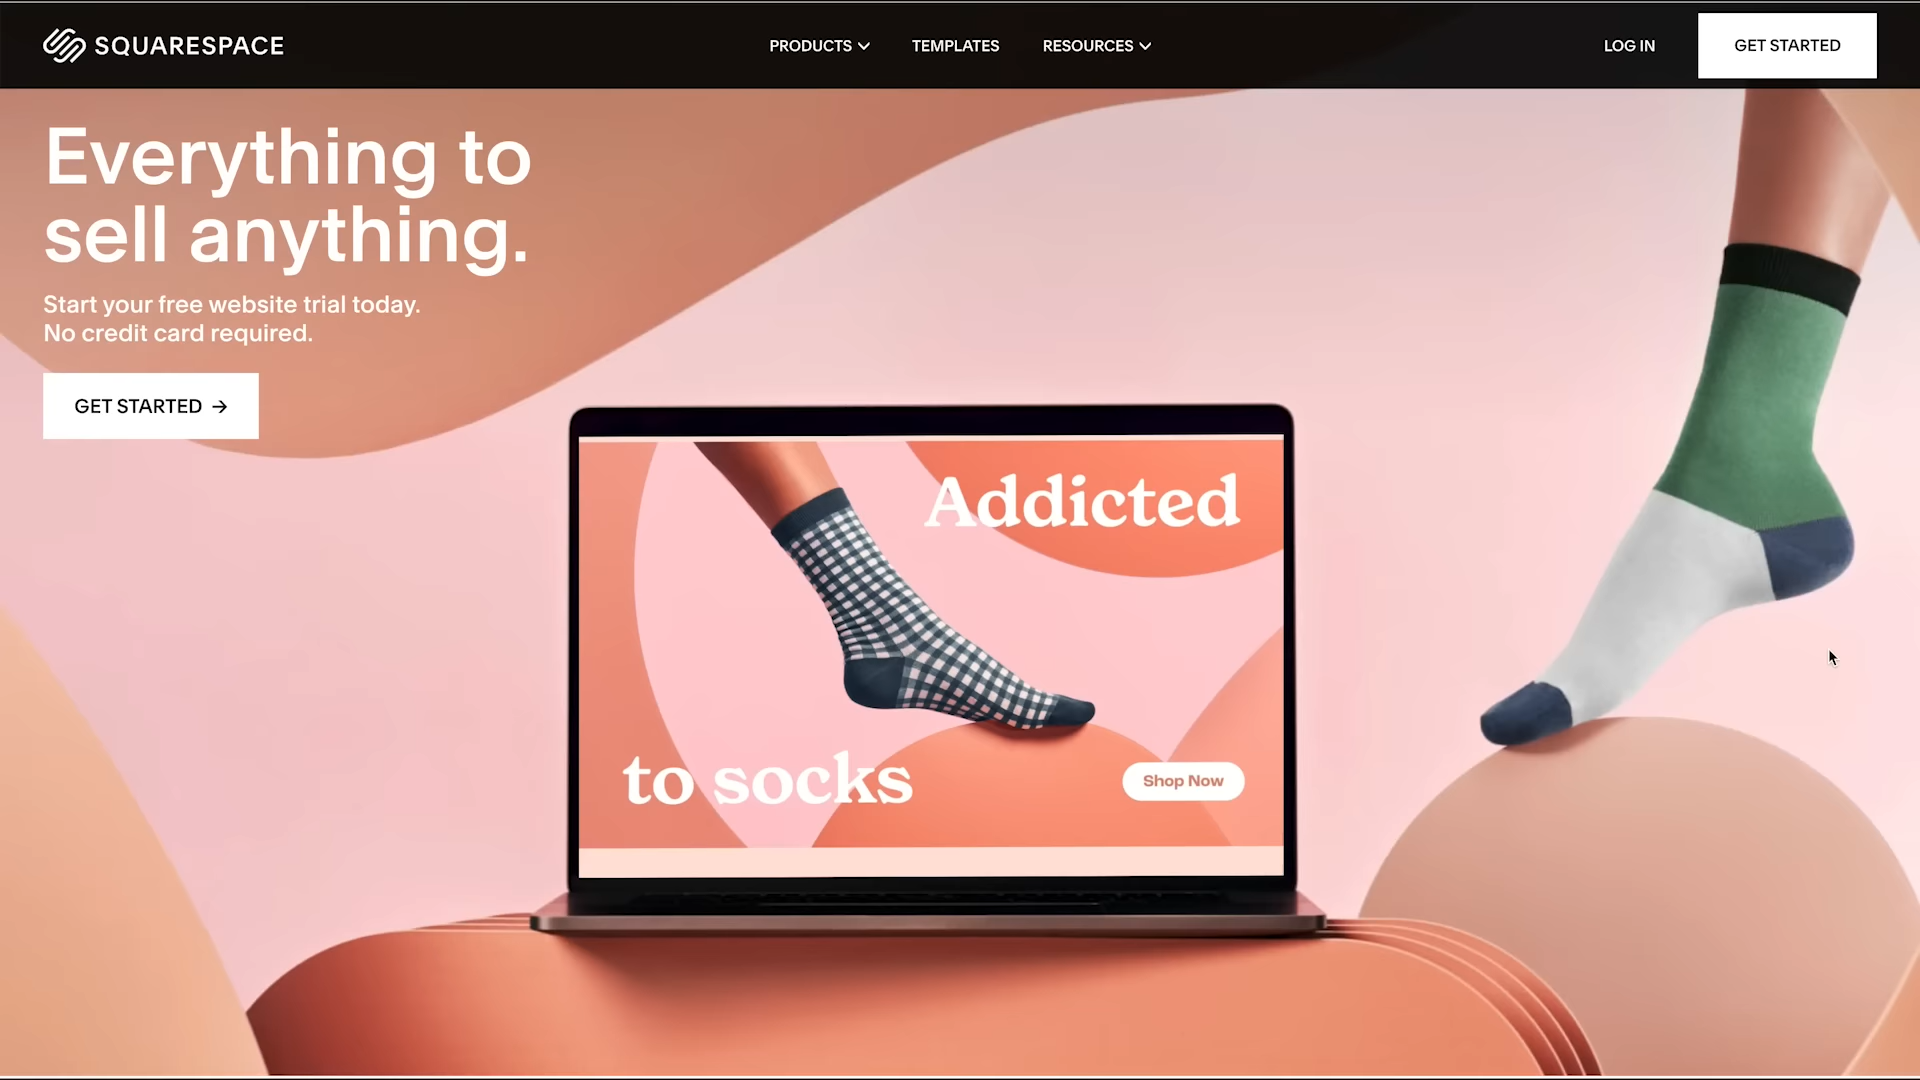 SQUARESPACE
PRODUCTS
TEMPLATES
RESOURCES
LOG IN
GET STARTED
Everything to
sell anything.
Start your free website trial today.
No credit card required.
GET STARTED →
Addicted
to socks
Shop Now